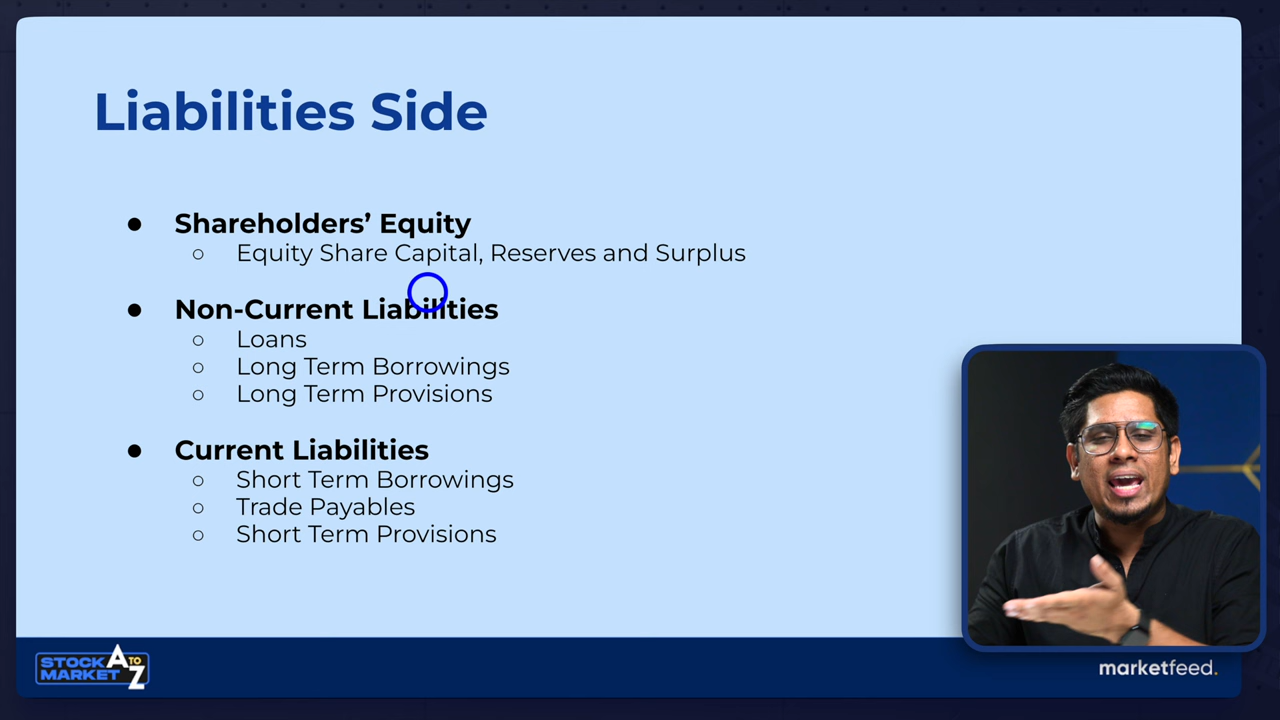 Liabilities Side
● Shareholders’ Equity
○ Equity Share Capital, Reserves and Surplus
● Non-Current Liabilities
○ Loans
○ Long Term Borrowings
○ Long Term Provisions
● Current Liabilities
○ Short Term Borrowings
○ Trade Payables
○ Short Term Provisions
STOCK MARKET A TO Z
marketfeed.